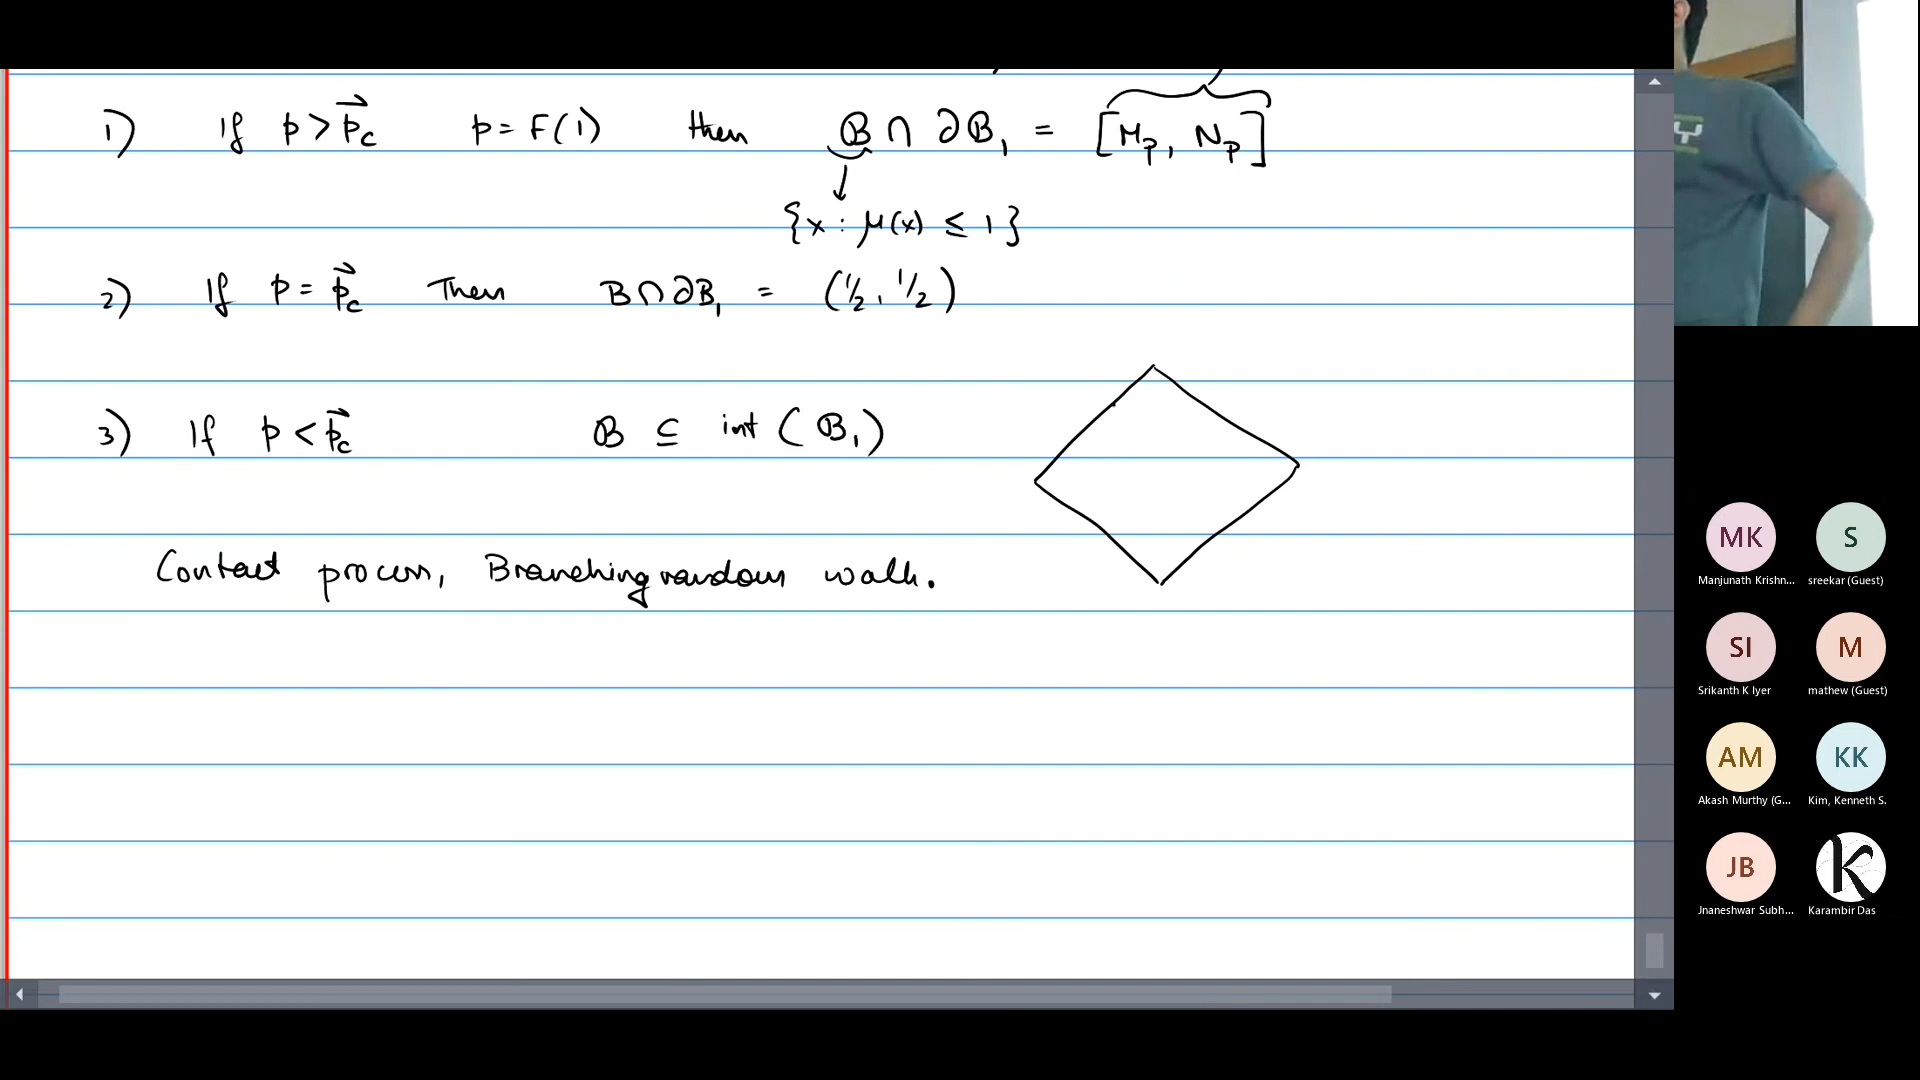 1) If p > p⃗c p = F(1) then B ∩ ∂B₁ = [Mp, Np]
{x : μ(x) ≤ 1}
2) If p = p⃗c Then B∩∂B₁ = (½, ½)
3) If p < p⃗c B ⊆ int (B₁)
Contact process, Branching random walk.
MK
S
Manjunath Krishn...
sreekar (Guest)
SI
M
Srikanth K Iyer
mathew (Guest)
AM
KK
Akash Murthy (G...
Kim, Kenneth S.
JB
K
Jnaneshwar Subh...
Karambir Das